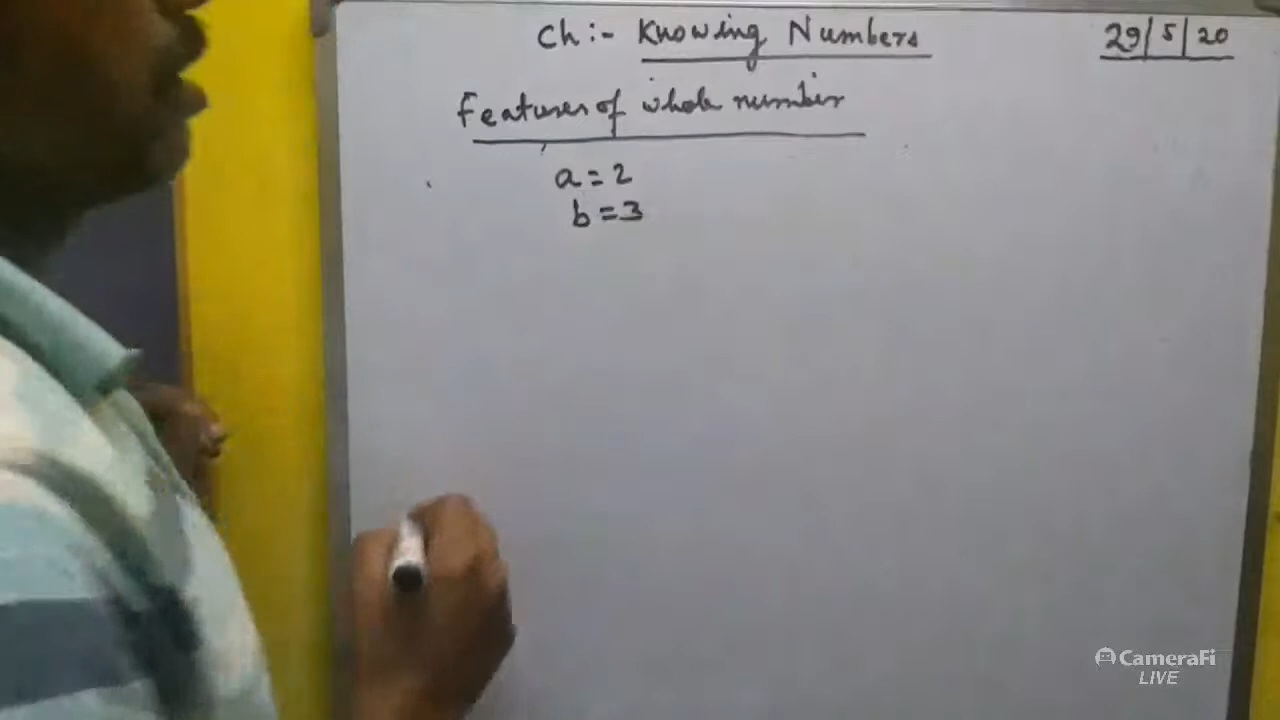 Ch:- Knowing Numbers
29/5/20
Features of whole number
a = 2
b = 3
CameraFi
LIVE